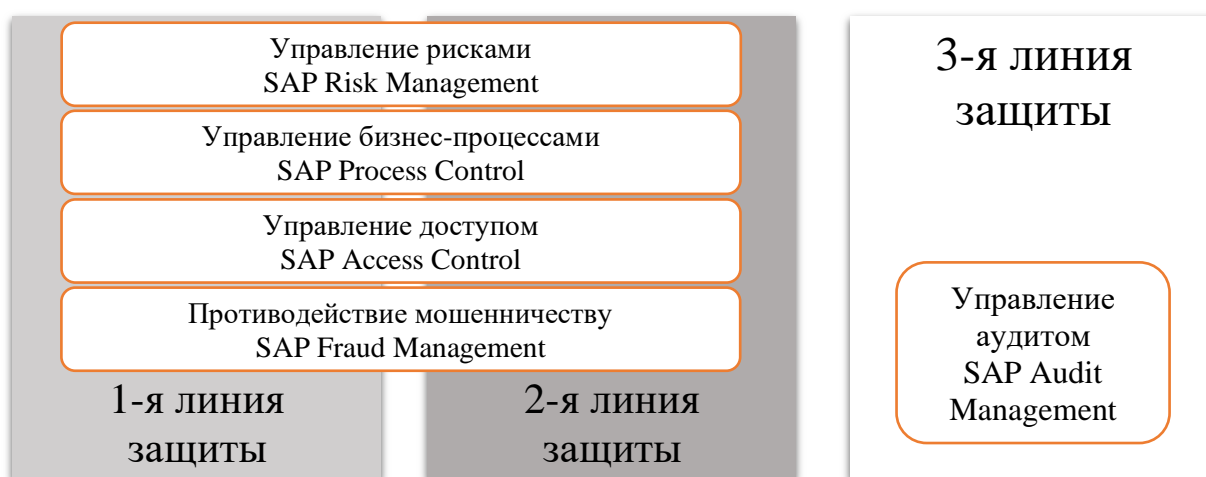 Управление рисками
SAP Risk Management
Управление бизнес-процессами
SAP Process Control
Управление доступом
SAP Access Control
Противодействие мошенничеству
SAP Fraud Management
1-я линия
защиты
2-я линия
защиты
3-я линия
защиты
Управление
аудитом
SAP Audit
Management